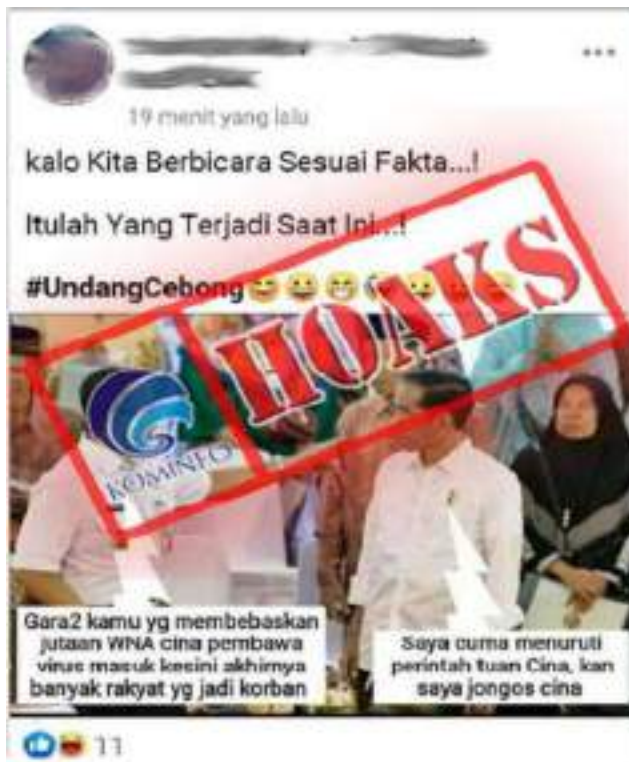 19 menit yang lalu
kalo Kita Berbicara Sesuai Fakta...!
Itulah Yang Terjadi Saat Ini...!
#UndangCebong
HOAKS
KOMINFO
Gara2 kamu yg membebaskan
jutaan WNA cina pembawa
virus masuk kesini akhirnya
banyak rakyat yg jadi korban
Saya cuma menuruti
perintah tuan Cina, kan
saya jongos cina
11